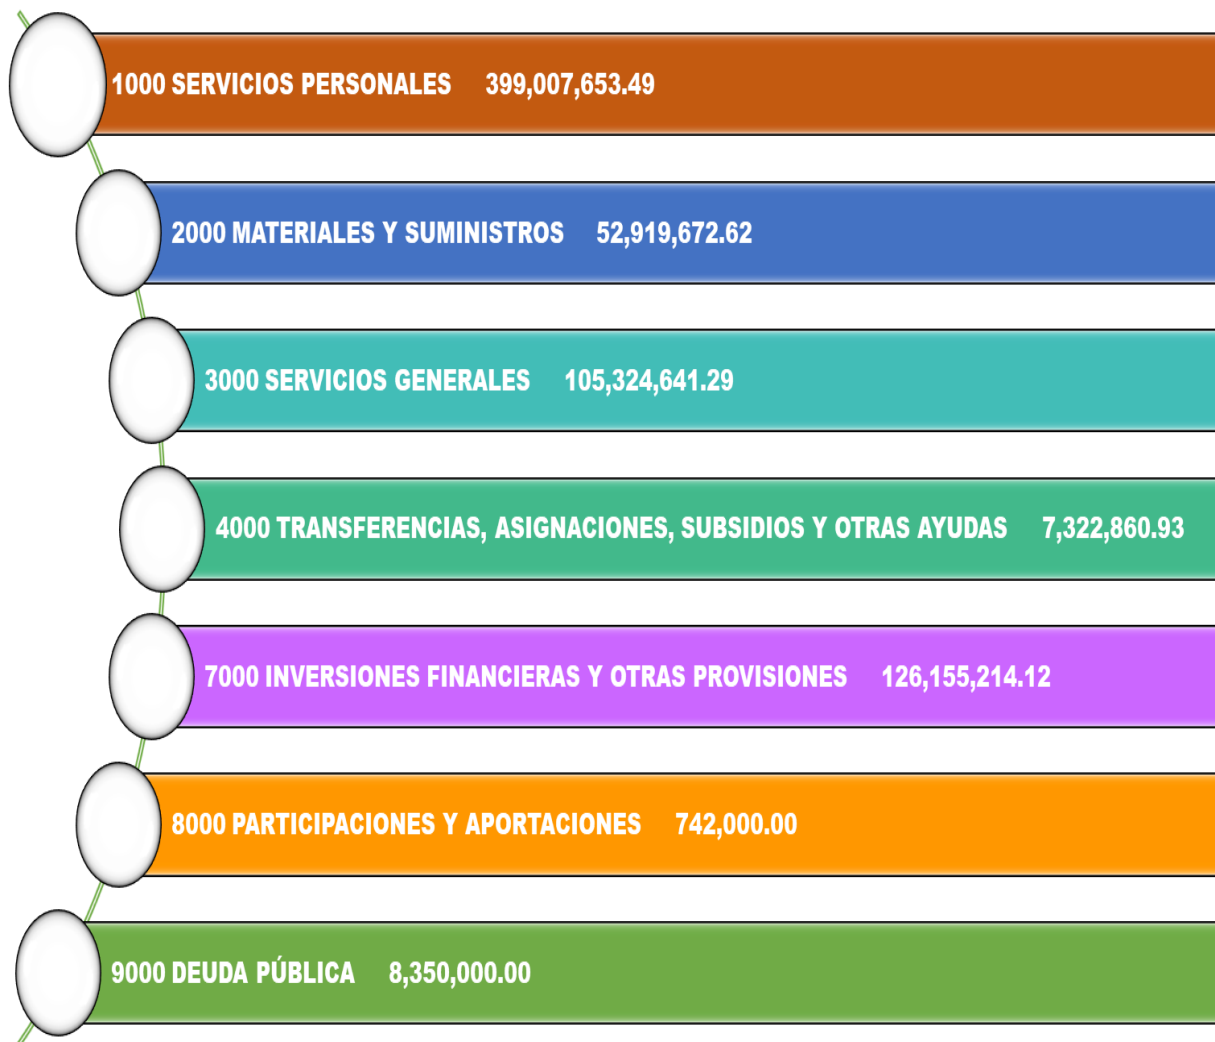 1000 SERVICIOS PERSONALES 399,007,653.49
2000 MATERIALES Y SUMINISTROS 52,919,672.62
3000 SERVICIOS GENERALES 105,324,641.29
4000 TRANSFERENCIAS, ASIGNACIONES, SUBSIDIOS Y OTRAS AYUDAS 7,322,860.93
7000 INVERSIONES FINANCIERAS Y OTRAS PROVISIONES 126,155,214.12
8000 PARTICIPACIONES Y APORTACIONES 742,000.00
9000 DEUDA PÚBLICA 8,350,000.00